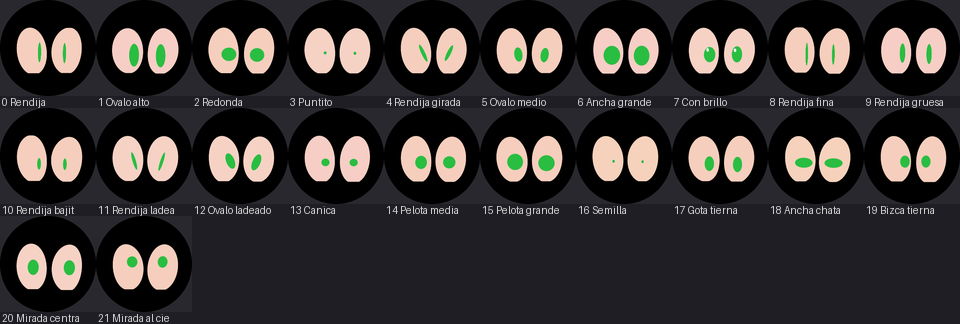 0 Rendija
1 Ovalo alto
2 Redonda
3 Puntito
4 Rendija girada
5 Ovalo medio
6 Ancha grande
7 Con brillo
8 Rendija fina
9 Rendija gruesa
10 Rendija bajit
11 Rendija ladea
12 Ovalo ladeado
13 Canica
14 Pelota media
15 Pelota grande
16 Semilla
17 Gota tierna
18 Ancha chata
19 Bizca tierna
20 Mirada centra
21 Mirada al cie